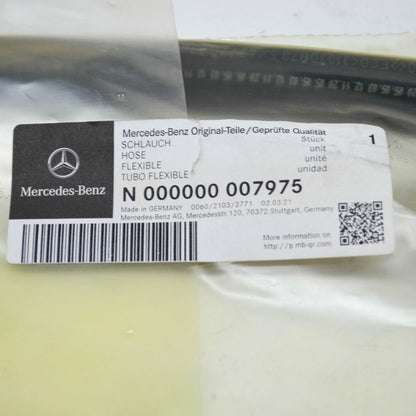 Mercedes-Benz Original-Teile/Geprüfte Qualität
SCHLAUCH Stück 1
HOSE unit
FLEXIBLE unité
TUBO FLEXIBLE unidad
Mercedes-Benz
N 000000 007975
Made in GERMANY 0060/2103/2771 02.03.21
Mercedes-Benz AG, Mercedesstr.120, 70372 Stuttgart, Germany
More information on
http://p.mb-qr.com